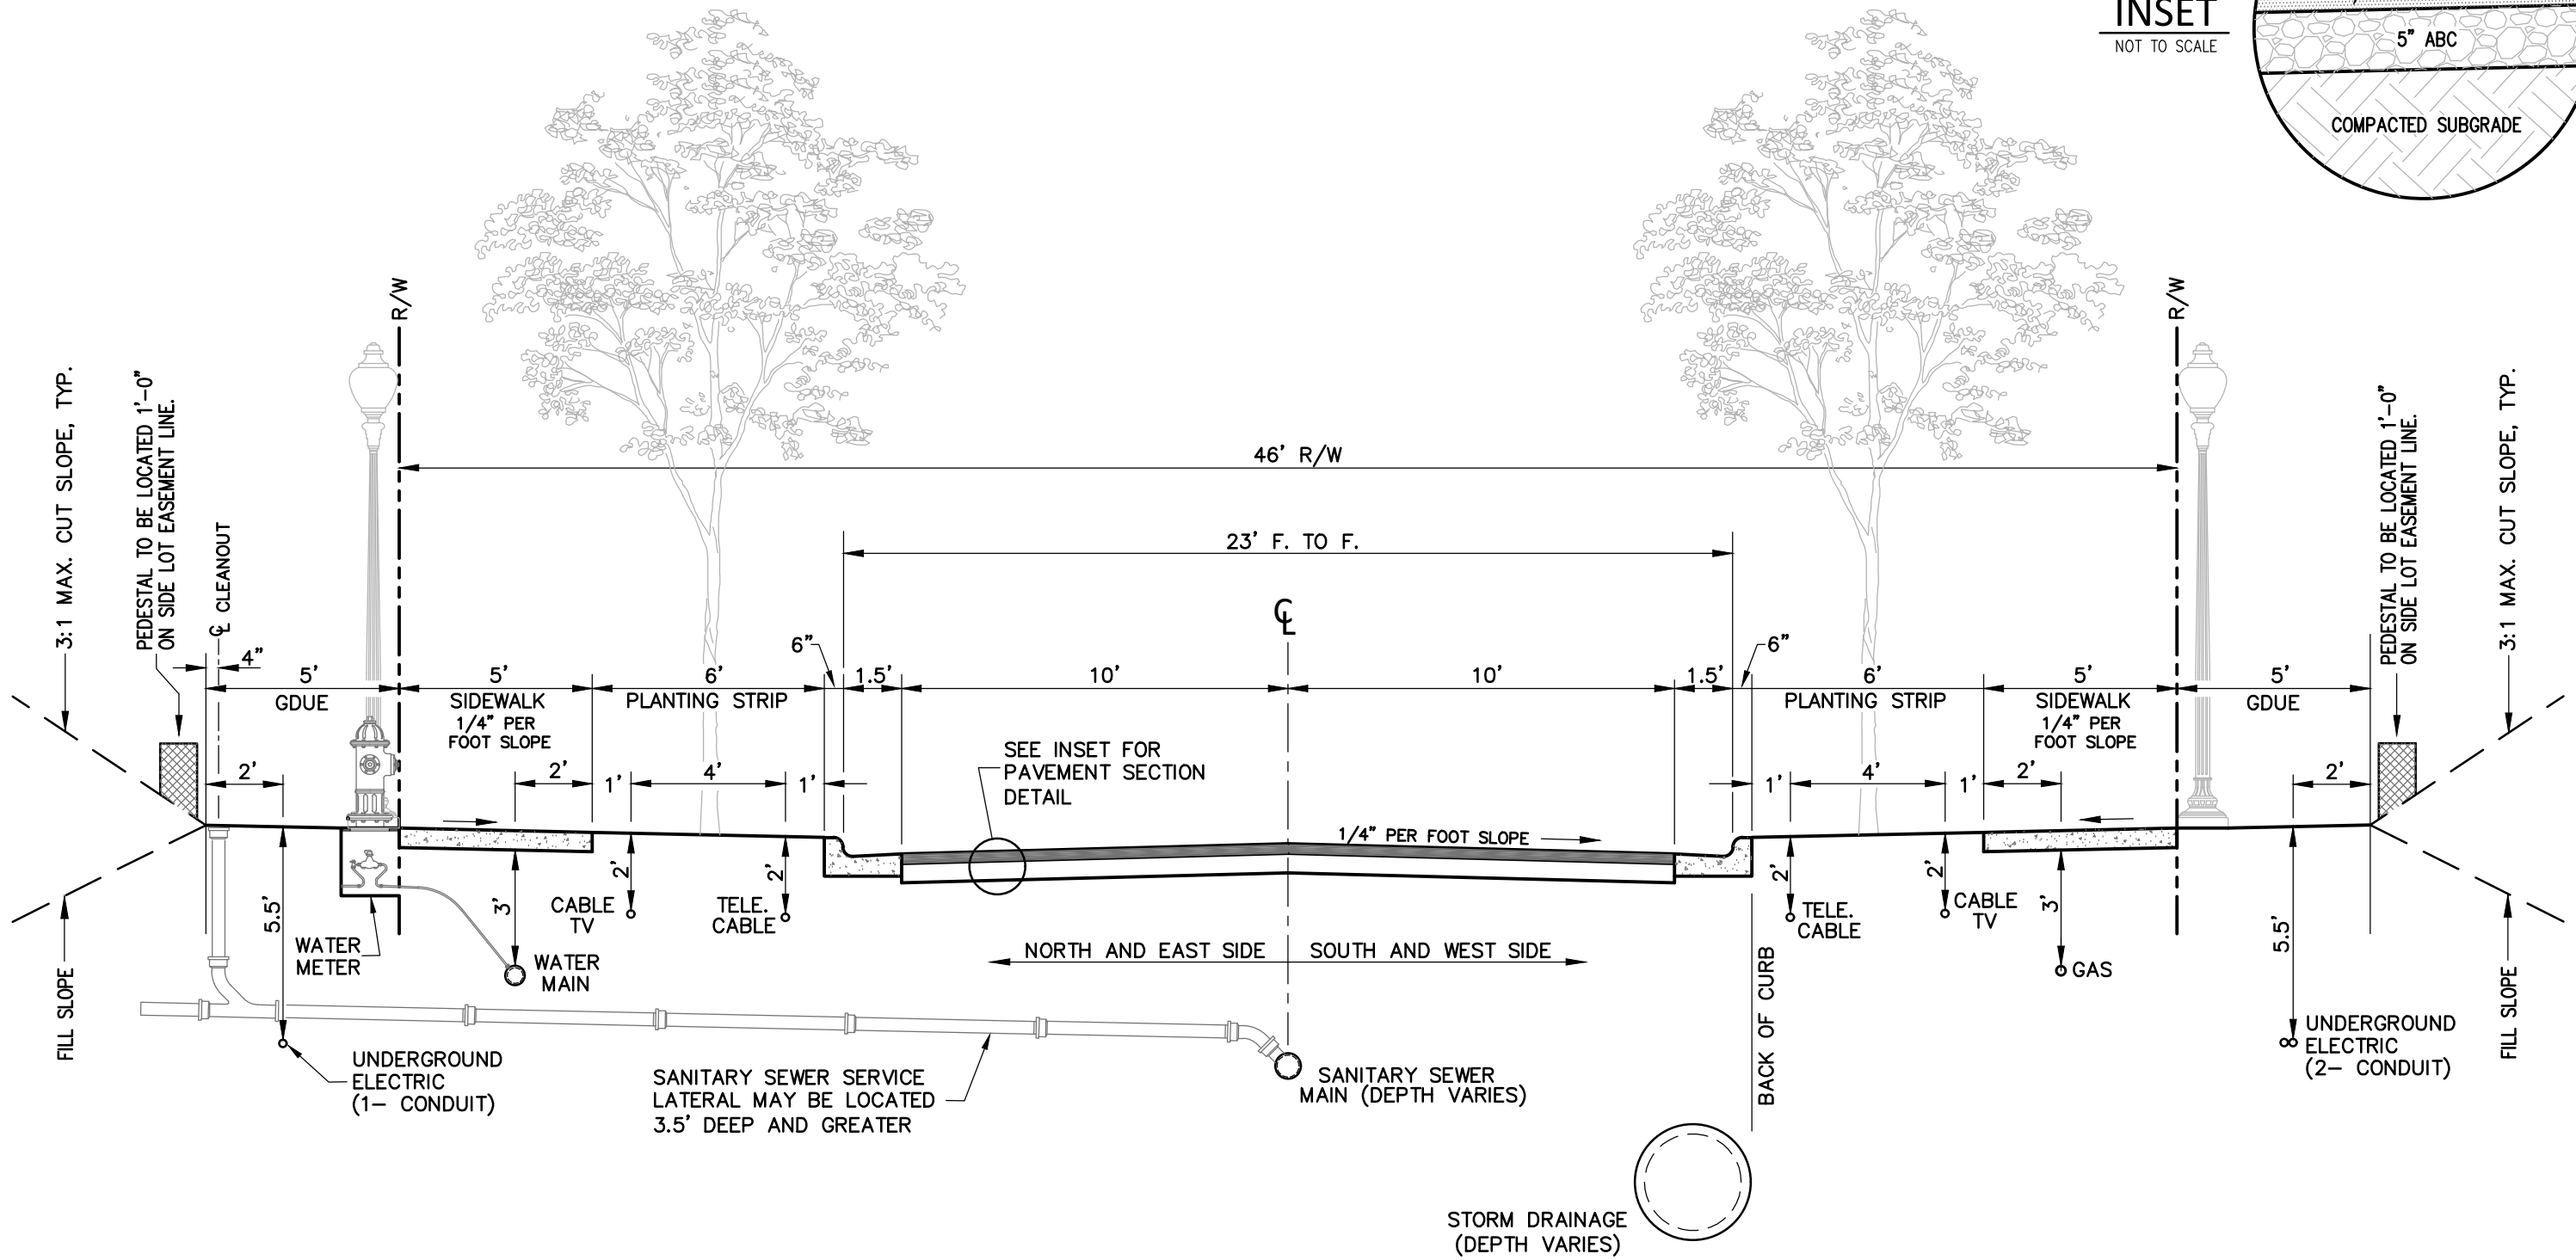 INSET
NOT TO SCALE
5" ABC
COMPACTED SUBGRADE
R/W
R/W
3:1 MAX. CUT SLOPE, TYP.
PEDESTAL TO BE LOCATED 1'-0"
ON SIDE LOT EASEMENT LINE.
℄ CLEANOUT
46' R/W
23' F. TO F.
℄
PEDESTAL TO BE LOCATED 1'-0"
ON SIDE LOT EASEMENT LINE.
3:1 MAX. CUT SLOPE, TYP.
4"
6"
6"
5'
GDUE
5'
SIDEWALK
1/4" PER
FOOT SLOPE
6'
PLANTING STRIP
1.5'
10'
10'
1.5'
6'
PLANTING STRIP
5'
SIDEWALK
1/4" PER
FOOT SLOPE
5'
GDUE
2'
2'
1'
4'
1'
SEE INSET FOR
PAVEMENT SECTION
DETAIL
1'
4'
1'
2'
2'
1/4" PER FOOT SLOPE
5.5'
3'
2'
2'
2'
2'
3'
5.5'
WATER
METER
WATER
MAIN
CABLE
TV
TELE.
CABLE
NORTH AND EAST SIDE
SOUTH AND WEST SIDE
BACK OF CURB
TELE.
CABLE
CABLE
TV
GAS
FILL SLOPE
UNDERGROUND
ELECTRIC
(1- CONDUIT)
SANITARY SEWER SERVICE
LATERAL MAY BE LOCATED
3.5' DEEP AND GREATER
SANITARY SEWER
MAIN (DEPTH VARIES)
UNDERGROUND
ELECTRIC
(2- CONDUIT)
FILL SLOPE
STORM DRAINAGE
(DEPTH VARIES)